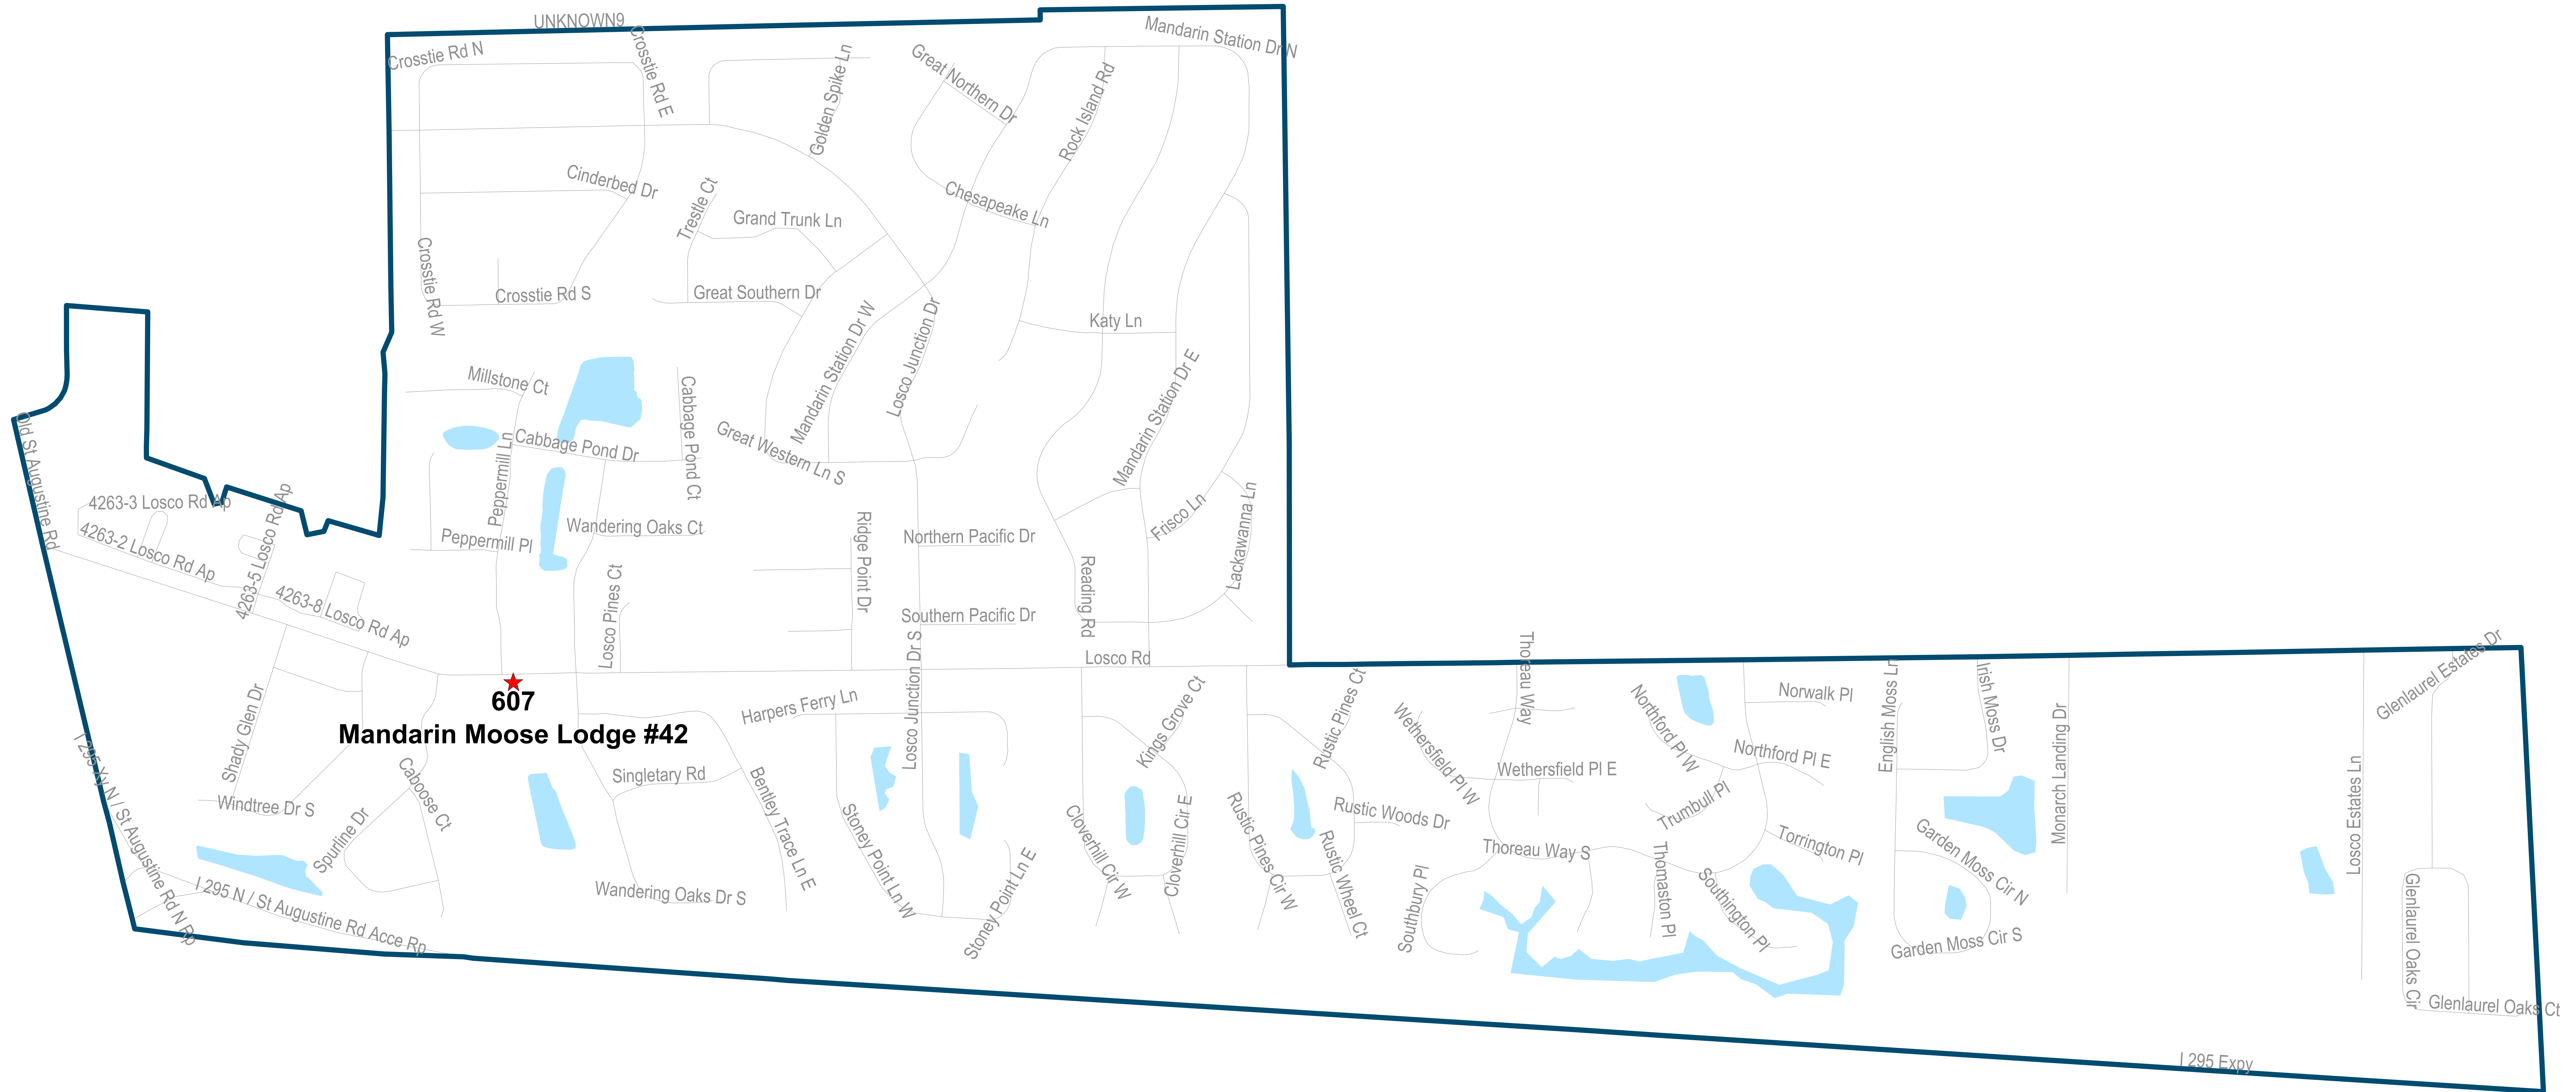 UNKNOWN9
Crosstie Rd N
Crosstie Rd E
Golden Spike Ln
Great Northern Dr
Rock Island Rd
Mandarin Station Dr N
Cinderbed Dr
Trestle Ct
Grand Trunk Ln
Chesapeake Ln
Crosstie Rd W
Crosstie Rd S
Great Southern Dr
Mandarin Station Dr W
Losco Junction Dr
Katy Ln
Mandarin Station Dr E
Millstone Ct
Cabbage Pond Ct
Cabbage Pond Dr
Peppermill Ln
Great Western Ln S
Old St Augustine Rd
4263-3 Losco Rd Ap
4263-2 Losco Rd Ap
4263-5 Losco Rd Ap
4263-8 Losco Rd Ap
Peppermill Pl
Wandering Oaks Ct
Losco Pines Ct
Ridge Point Dr
Northern Pacific Dr
Southern Pacific Dr
Reading Rd
Frisco Ln
Lackawanna Ln
Losco Rd
Losco Junction Dr S
607
Mandarin Moose Lodge #42
Harpers Ferry Ln
Shady Glen Dr
Windtree Dr S
Spurline Dr
Caboose Ct
Singletary Rd
Bentley Trace Ln E
Wandering Oaks Dr S
Stoney Point Ln W
Stoney Point Ln E
I 295 Xy N / St Augustine Rd N Rp
I 295 N / St Augustine Rd Acce Rp
Kings Grove Ct
Cloverhill Cir W
Cloverhill Cir E
Rustic Pines Ct
Rustic Pines Cir W
Rustic Woods Dr
Rustic Wheel Ct
Thoreau Way
Wethersfield Pl W
Wethersfield Pl E
Thoreau Way S
Southbury Pl
Northford Pl W
Northford Pl E
Norwalk Pl
Trumbull Pl
Torrington Pl
Thomaston Pl
Southington Pl
English Moss Ln
Irish Moss Dr
Monarch Landing Dr
Garden Moss Cir N
Garden Moss Cir S
Losco Estates Ln
Glenlaurel Estates Dr
Glenlaurel Oaks Cir
Glenlaurel Oaks Ct
I 295 Expy